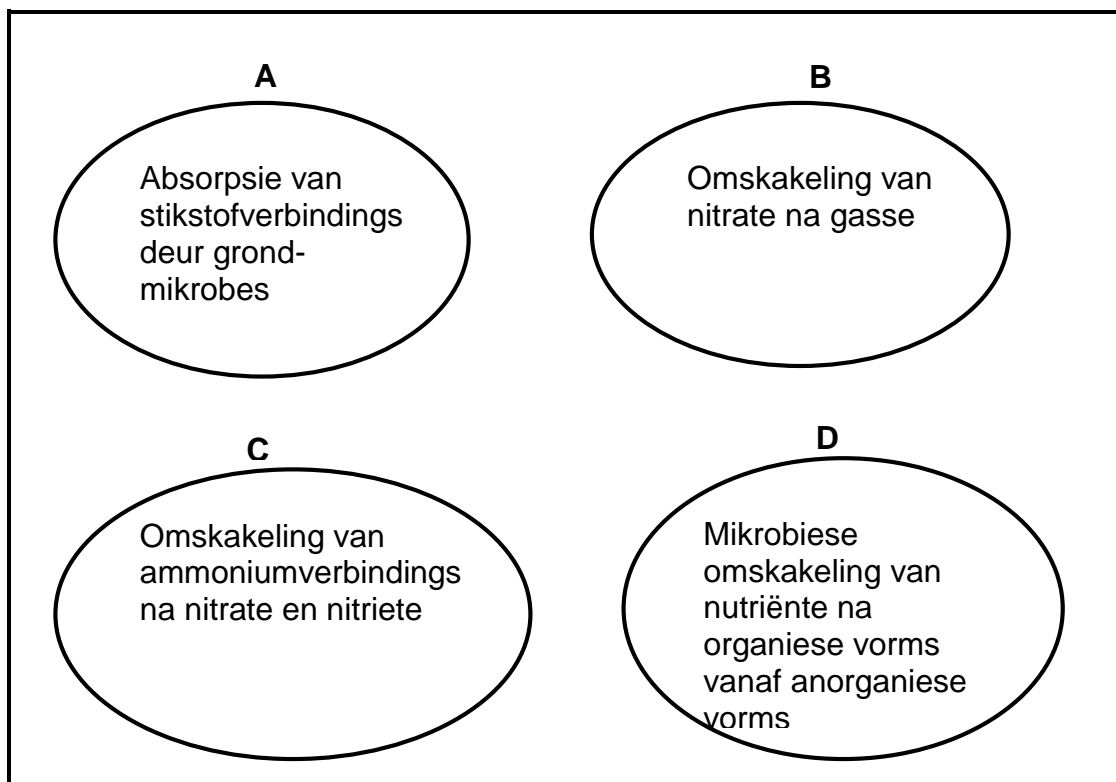 A
Absorpsie van
stikstofverbindings
deur grond-
mikrobes
B
Omskakeling van
nitrate na gasse
C
Omskakeling van
ammoniumverbindings
na nitrate en nitriete
D
Mikrobiese
omskakeling van
nutriënte na
organiese vorms
vanaf anorganiese
vorms